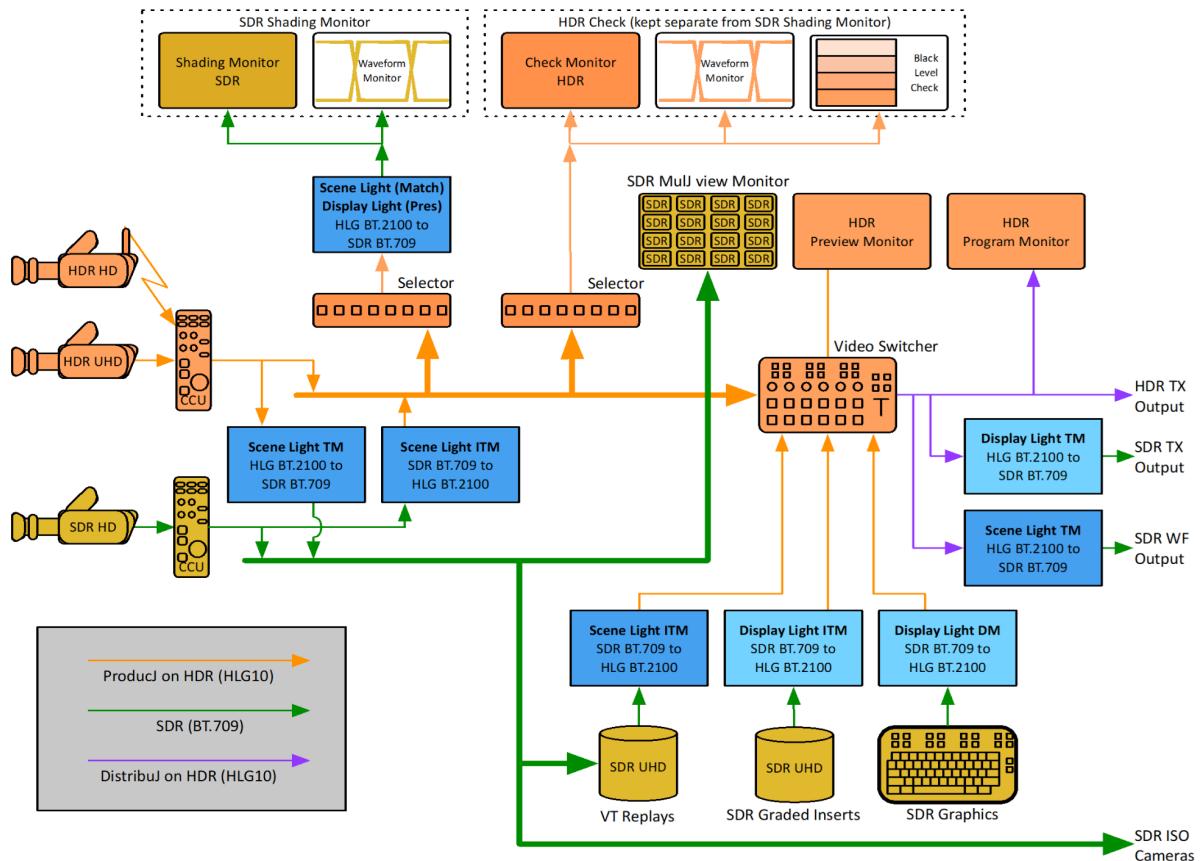 SDR Shading Monitor
Shading Monitor
SDR
Waveform
Monitor
HDR Check (kept separate from SDR Shading Monitor)
Check Monitor
HDR
Waveform
Monitor
Black
Level
Check
Scene Light (Match)
Display Light (Pres)
HLG BT.2100 to
SDR BT.709
SDR MulJ view Monitor
SDR SDR SDR SDR
SDR SDR SDR SDR
SDR SDR SDR SDR
SDR SDR SDR SDR
HDR
Preview Monitor
HDR
Program Monitor
HDR HD
Selector
Selector
HDR UHD
CCU
Video Switcher
T
HDR TX
Output
Scene Light TM
HLG BT.2100 to
SDR BT.709
Scene Light ITM
SDR BT.709 to
HLG BT.2100
Display Light TM
HLG BT.2100 to
SDR BT.709
SDR TX
Output
SDR HD
CCU
Scene Light TM
HLG BT.2100 to
SDR BT.709
SDR WF
Output
Scene Light ITM
SDR BT.709 to
HLG BT.2100
Display Light ITM
SDR BT.709 to
HLG BT.2100
Display Light DM
SDR BT.709 to
HLG BT.2100
ProducJ on HDR (HLG10)
SDR (BT.709)
DistribuJ on HDR (HLG10)
SDR UHD
VT Replays
SDR UHD
SDR Graded Inserts
SDR Graphics
SDR ISO
Cameras